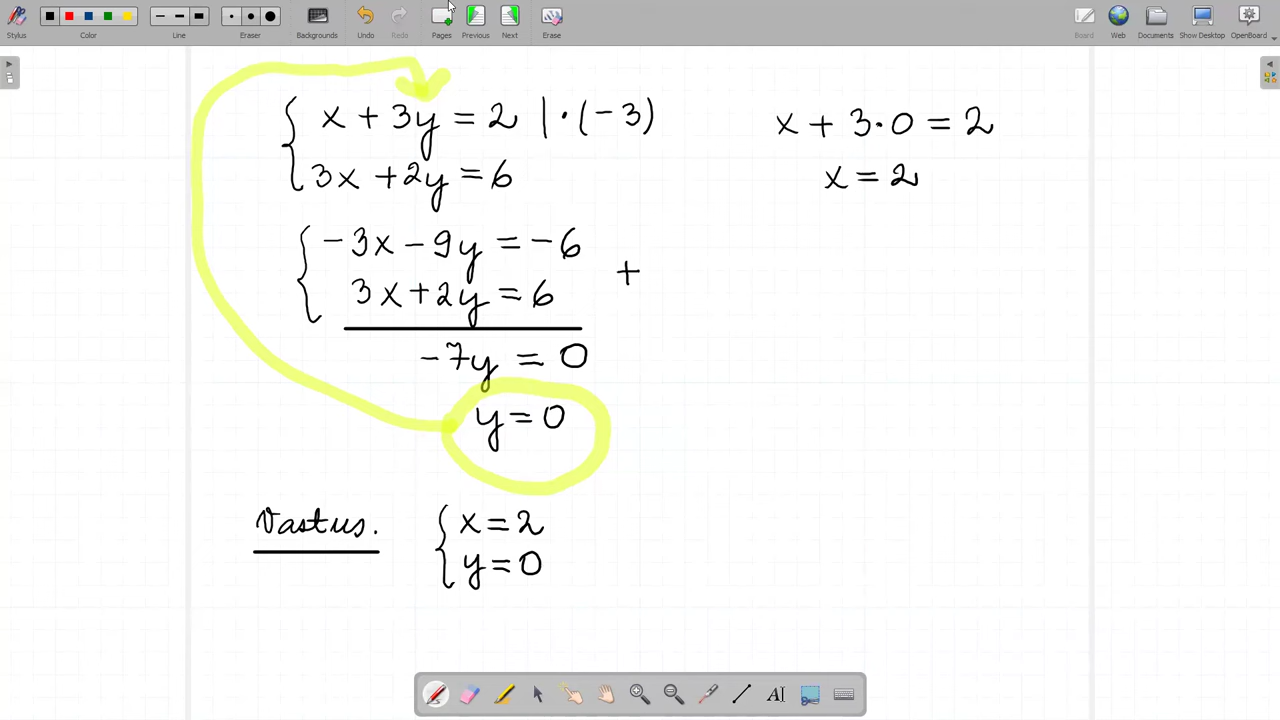 Stylus Color Line Eraser Backgrounds Undo Redo Pages Previous Next Erase Board Web Documents Show Desktop OpenBoard
x + 3y = 2 | · (-3)
3x + 2y = 6
-3x - 9y = -6
3x + 2y = 6 +
-7y = 0
y = 0
Vastus. x = 2
y = 0
x + 3 · 0 = 2
x = 2
AI